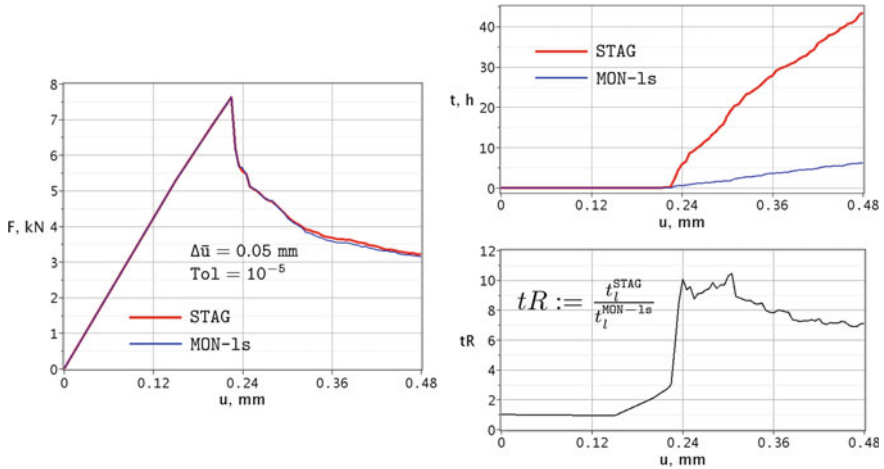 8
7
6
5
F, kN
4
3
2
1
0
Δū = 0.05 mm
Tol = 10⁻⁵
STAG
MON-ls
0 0.12 0.24 0.36 0.48
u, mm
40
30
t, h
20
10
0
STAG
MON-ls
0 0.12 0.24 0.36 0.48
u, mm
12
10
8
6
tR
4
2
0
tR := t_l^STAG / t_l^MON-ls
0 0.12 0.24 0.36 0.48
u, mm